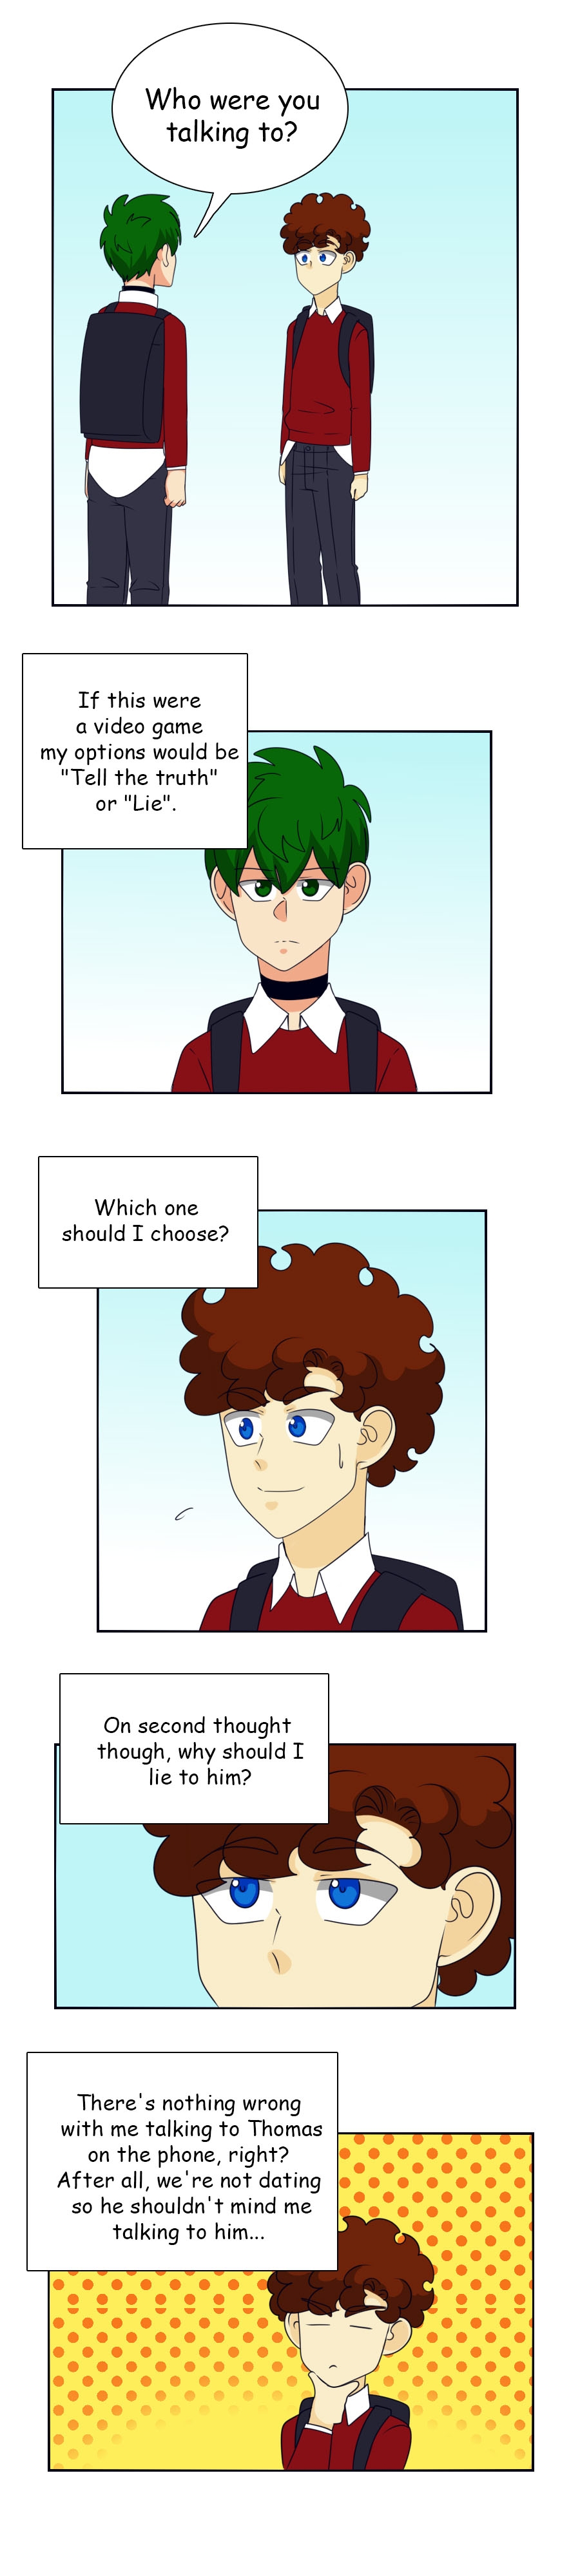 Who were you
talking to?
If this were
a video game
my options would be
"Tell the truth"
or "Lie".
Which one
should I choose?
On second thought
though, why should I
lie to him?
There's nothing wrong
with me talking to Thomas
on the phone, right?
After all, we're not dating
so he shouldn't mind me
talking to him...